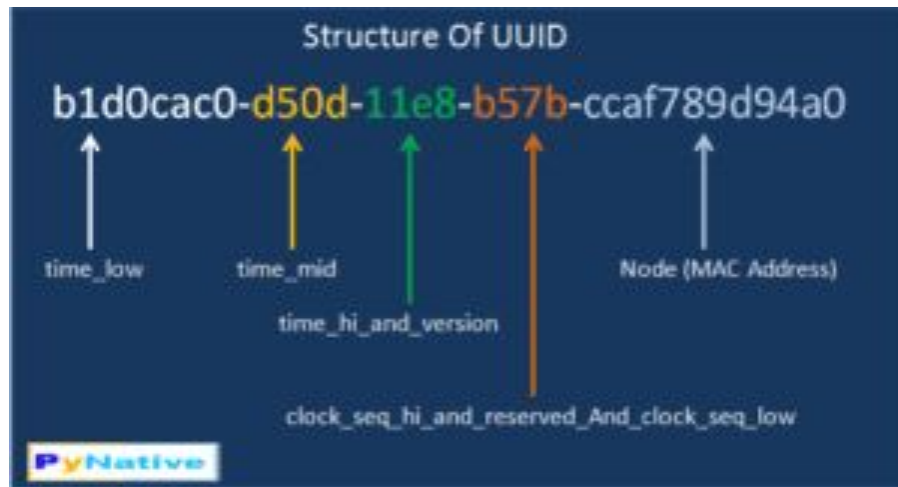 Structure Of UUID
b1d0cac0-d50d-11e8-b57b-ccaf789d94a0
time_low
time_mid
Node (MAC Address)
time_hi_and_version
clock_seq_hi_and_reserved_And_clock_seq_low
PyNative